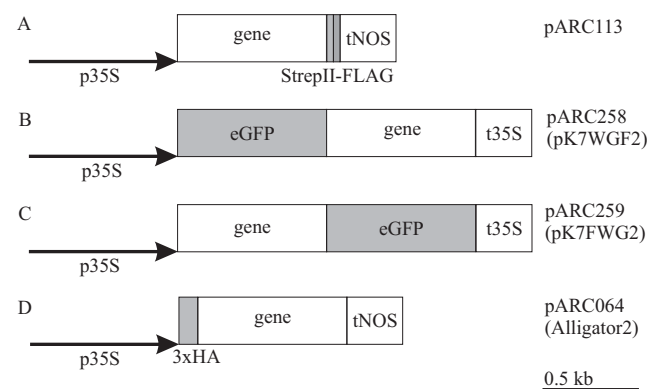 A
gene
tNOS
pARC113
p35S
StrepII-FLAG
B
eGFP
gene
t35S
pARC258
(pK7WGF2)
p35S
C
gene
eGFP
t35S
pARC259
(pK7FWG2)
p35S
D
gene
tNOS
pARC064
(Alligator2)
p35S
3xHA
0.5 kb